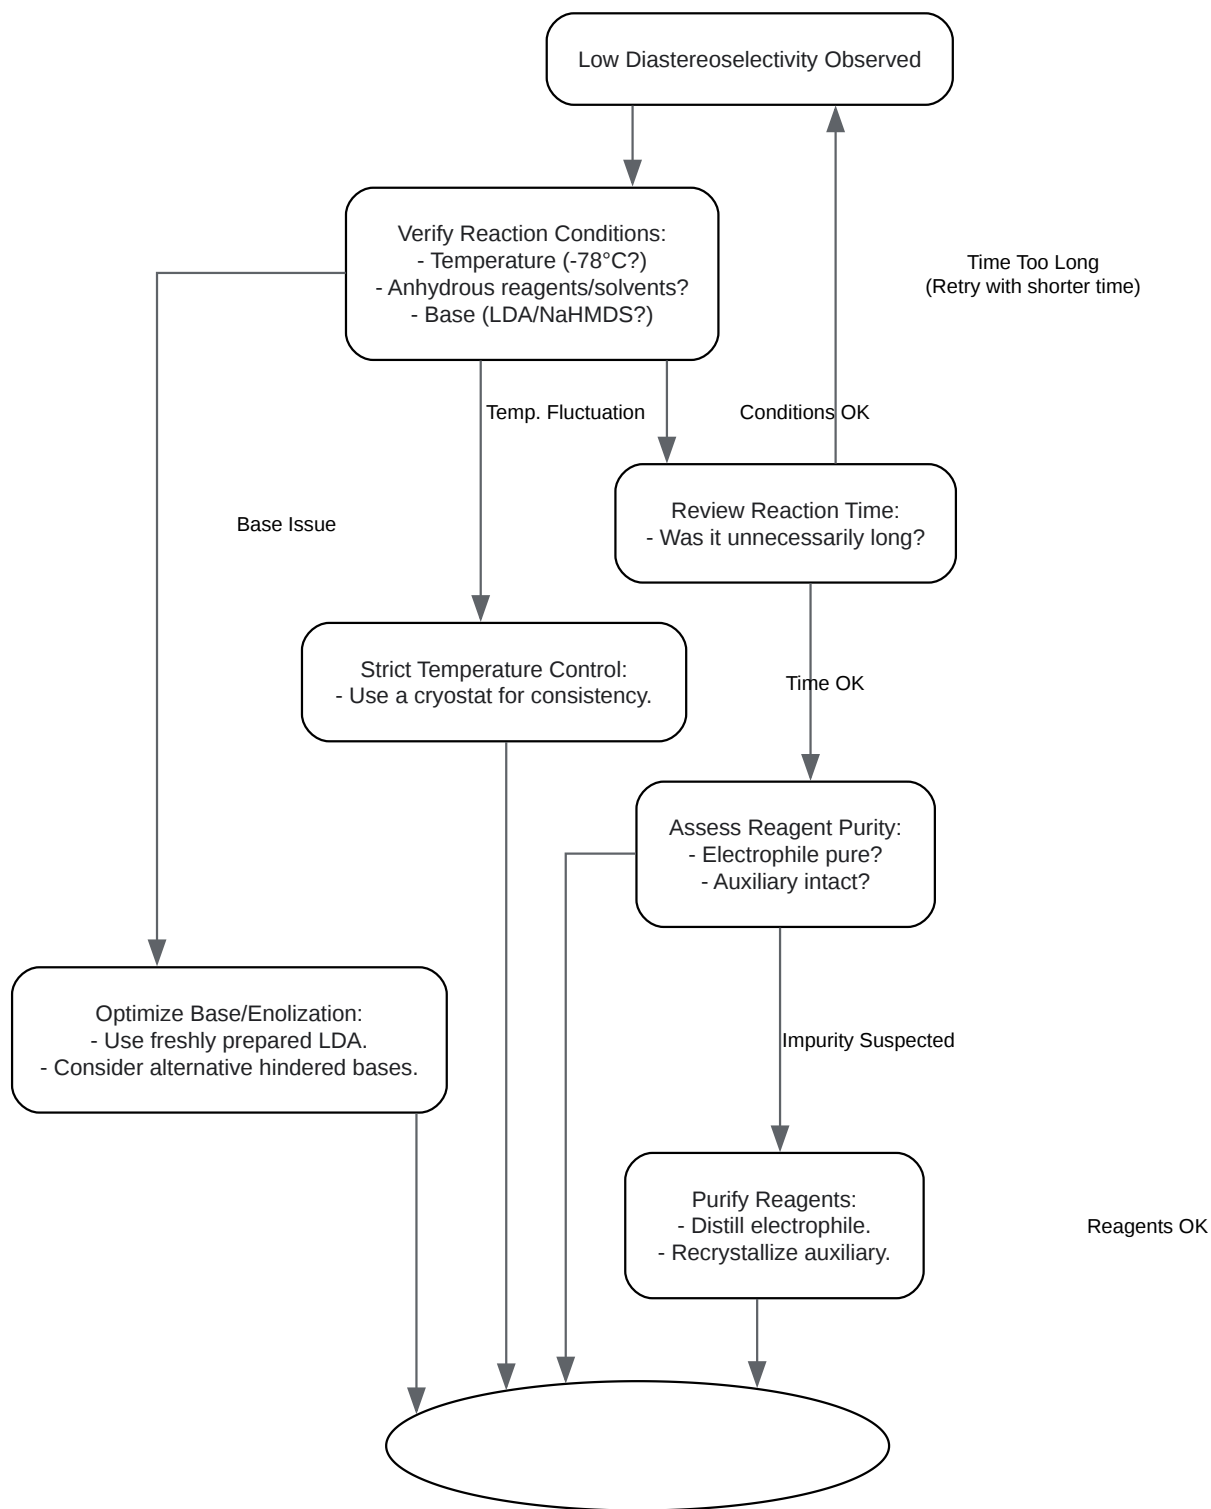 Low Diastereoselectivity Observed
Verify Reaction Conditions:
- Temperature (-78°C?)
- Anhydrous reagents/solvents?
- Base (LDA/NaHMDS?)
Time Too Long
(Retry with shorter time)
Temp. Fluctuation
Conditions OK
Base Issue
Review Reaction Time:
- Was it unnecessarily long?
Strict Temperature Control:
- Use a cryostat for consistency.
Time OK
Assess Reagent Purity:
- Electrophile pure?
- Auxiliary intact?
Optimize Base/Enolization:
- Use freshly prepared LDA.
- Consider alternative hindered bases.
Impurity Suspected
Purify Reagents:
- Distill electrophile.
- Recrystallize auxiliary.
Reagents OK